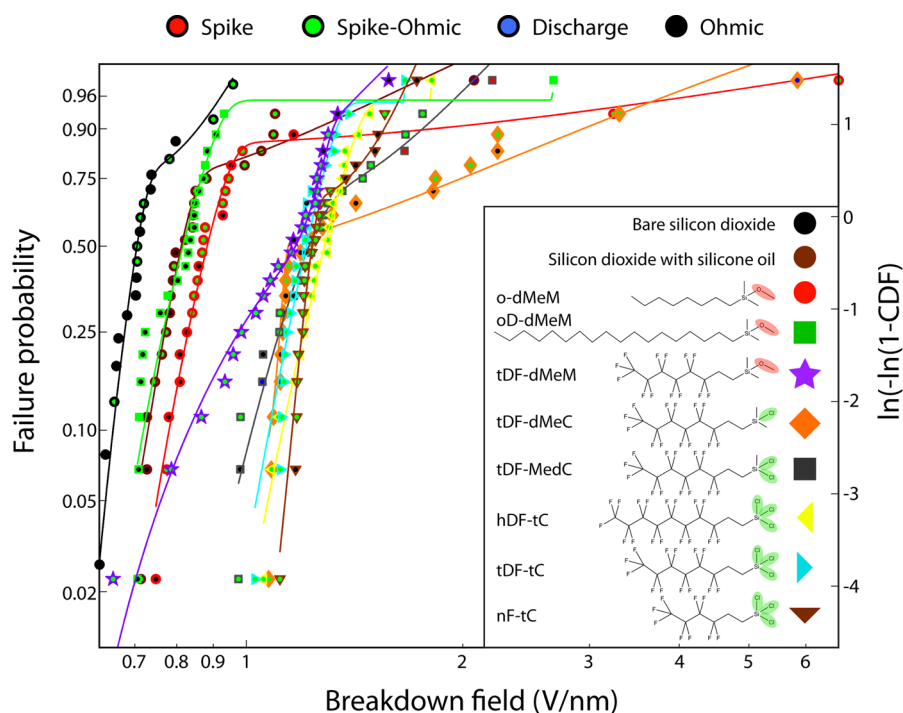 Spike Spike-Ohmic Discharge Ohmic
Failure probability
0.96
0.90
0.75
0.50
0.25
0.10
0.05
0.02
1
0
-1
-2
-3
-4
ln(-ln(1-CDF)
Bare silicon dioxide
Silicon dioxide with silicone oil
o-dMeM
oD-dMeM
tDF-dMeM
tDF-dMeC
tDF-MedC
hDF-tC
tDF-tC
nF-tC
0.7 0.8 0.9 1 2 3 4 5 6
Breakdown field (V/nm)